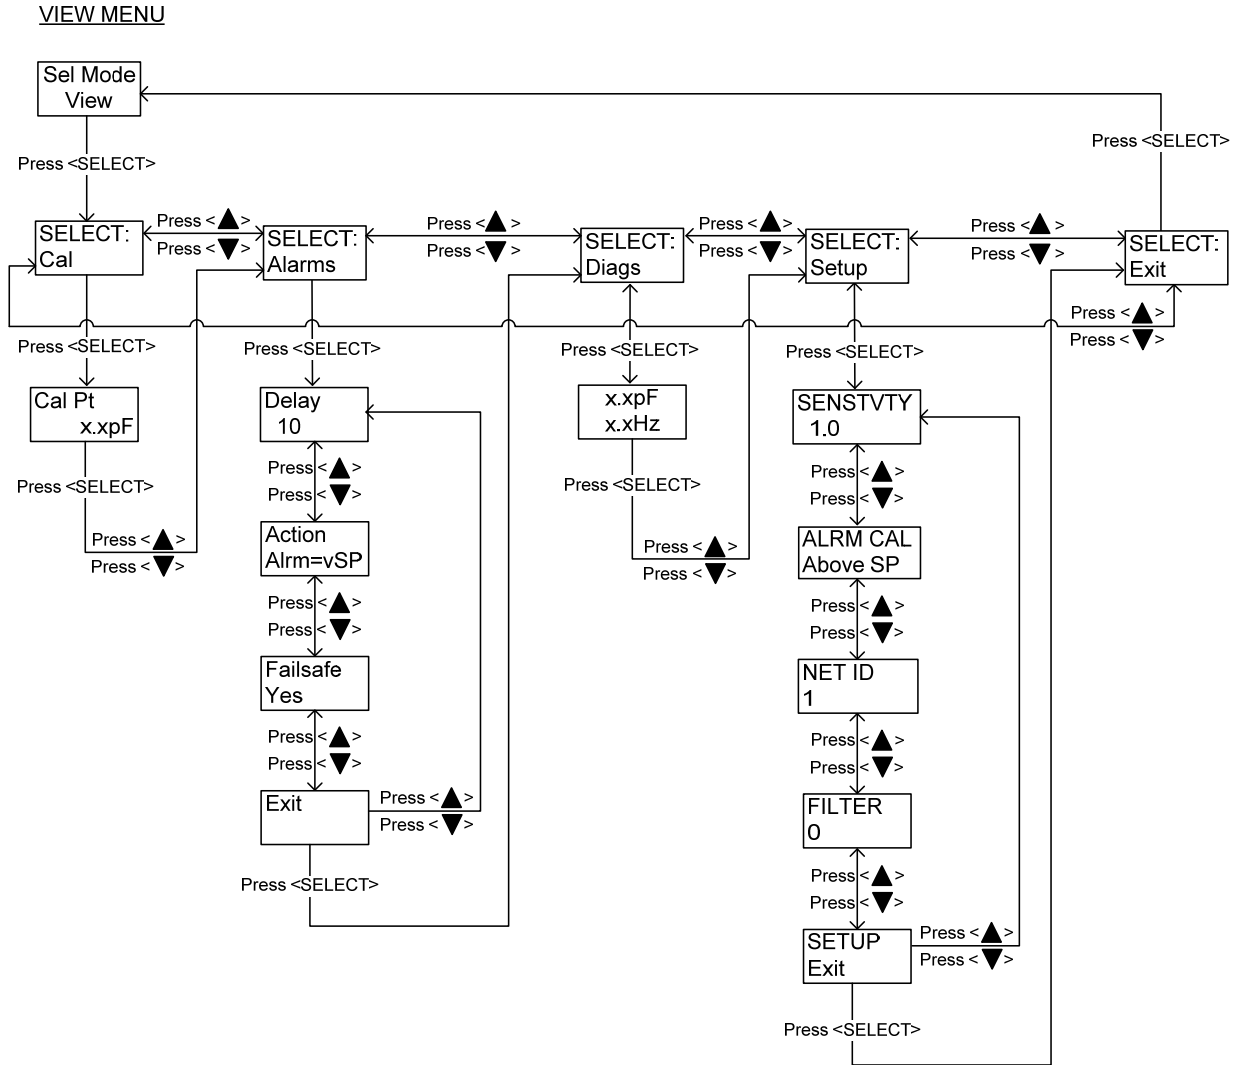 VIEW MENU
Sel Mode
View
Press <SELECT>
Press <SELECT>
SELECT:
Cal
Press <▲>
Press <▼>
SELECT:
Alarms
Press <▲ >
Press <▼ >
SELECT:
Diags
Press <▲ >
Press <▼ >
SELECT:
Setup
Press <▲ >
Press <▼ >
SELECT:
Exit
Press <▲>
Press <▼>
Press <SELECT>
Press <SELECT>
Press <SELECT>
Press <SELECT>
Cal Pt
x.xpF
Press <SELECT>
Press <▲>
Press <▼>
Delay
10
Press <▲>
Press <▼>
Action
Alrm=vSP
Press <▲>
Press <▼>
Failsafe
Yes
Press <▲>
Press <▼>
Exit
Press <▲>
Press <▼>
Press <SELECT>
x.xpF
x.xHz
Press <SELECT>
Press <▲>
Press <▼>
SENSTVTY
1.0
Press <▲>
Press <▼>
ALRM CAL
Above SP
Press <▲>
Press <▼>
NET ID
1
Press <▲>
Press <▼>
FILTER
0
Press <▲>
Press <▼>
SETUP
Exit
Press <▲>
Press <▼>
Press <SELECT>